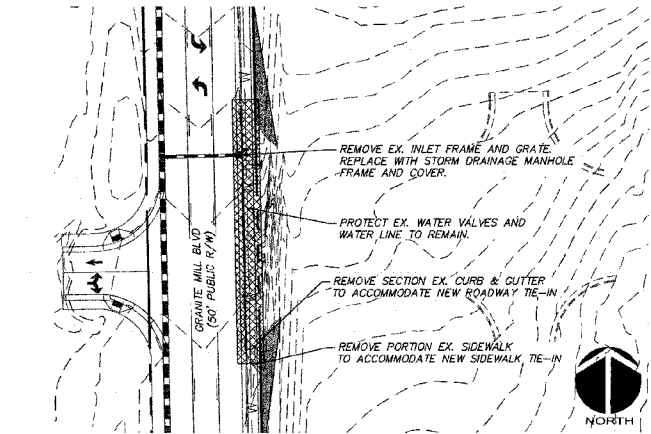 REMOVE EX. INLET FRAME AND GRATE.
REPLACE WITH STORM DRAINAGE MANHOLE
FRAME AND COVER.
PROTECT EX. WATER VALVES AND
WATER LINE TO REMAIN.
GRANITE MILL BLVD
(50' PUBLIC R/W)
REMOVE SECTION EX. CURB & GUTTER
TO ACCOMMODATE NEW ROADWAY TIE-IN
REMOVE PORTION EX. SIDEWALK
TO ACCOMMODATE NEW SIDEWALK TIE-IN
NORTH